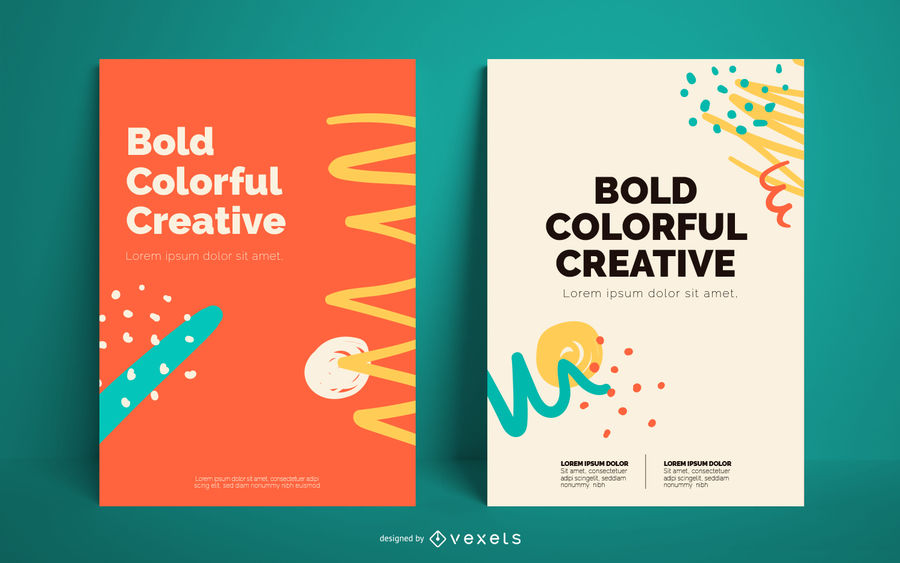 Bold
Colorful
Creative
Lorem ipsum dolor sit amet.
Lorem ipsum dolor sit amet, consectetuer adipi
scing elit, sed diam nonummy nibh euismod
BOLD
COLORFUL
CREATIVE
Lorem ipsum dolor sit amet.
LOREM IPSUM DOLOR
Sit amet, consectetuer
adipi scingelit, seddiam
nonummy nibh
LOREM IPSUM DOLOR
Sit amet, consectetuer
adipi scingelit, seddiam
nonummy. nibh
designed by vexels